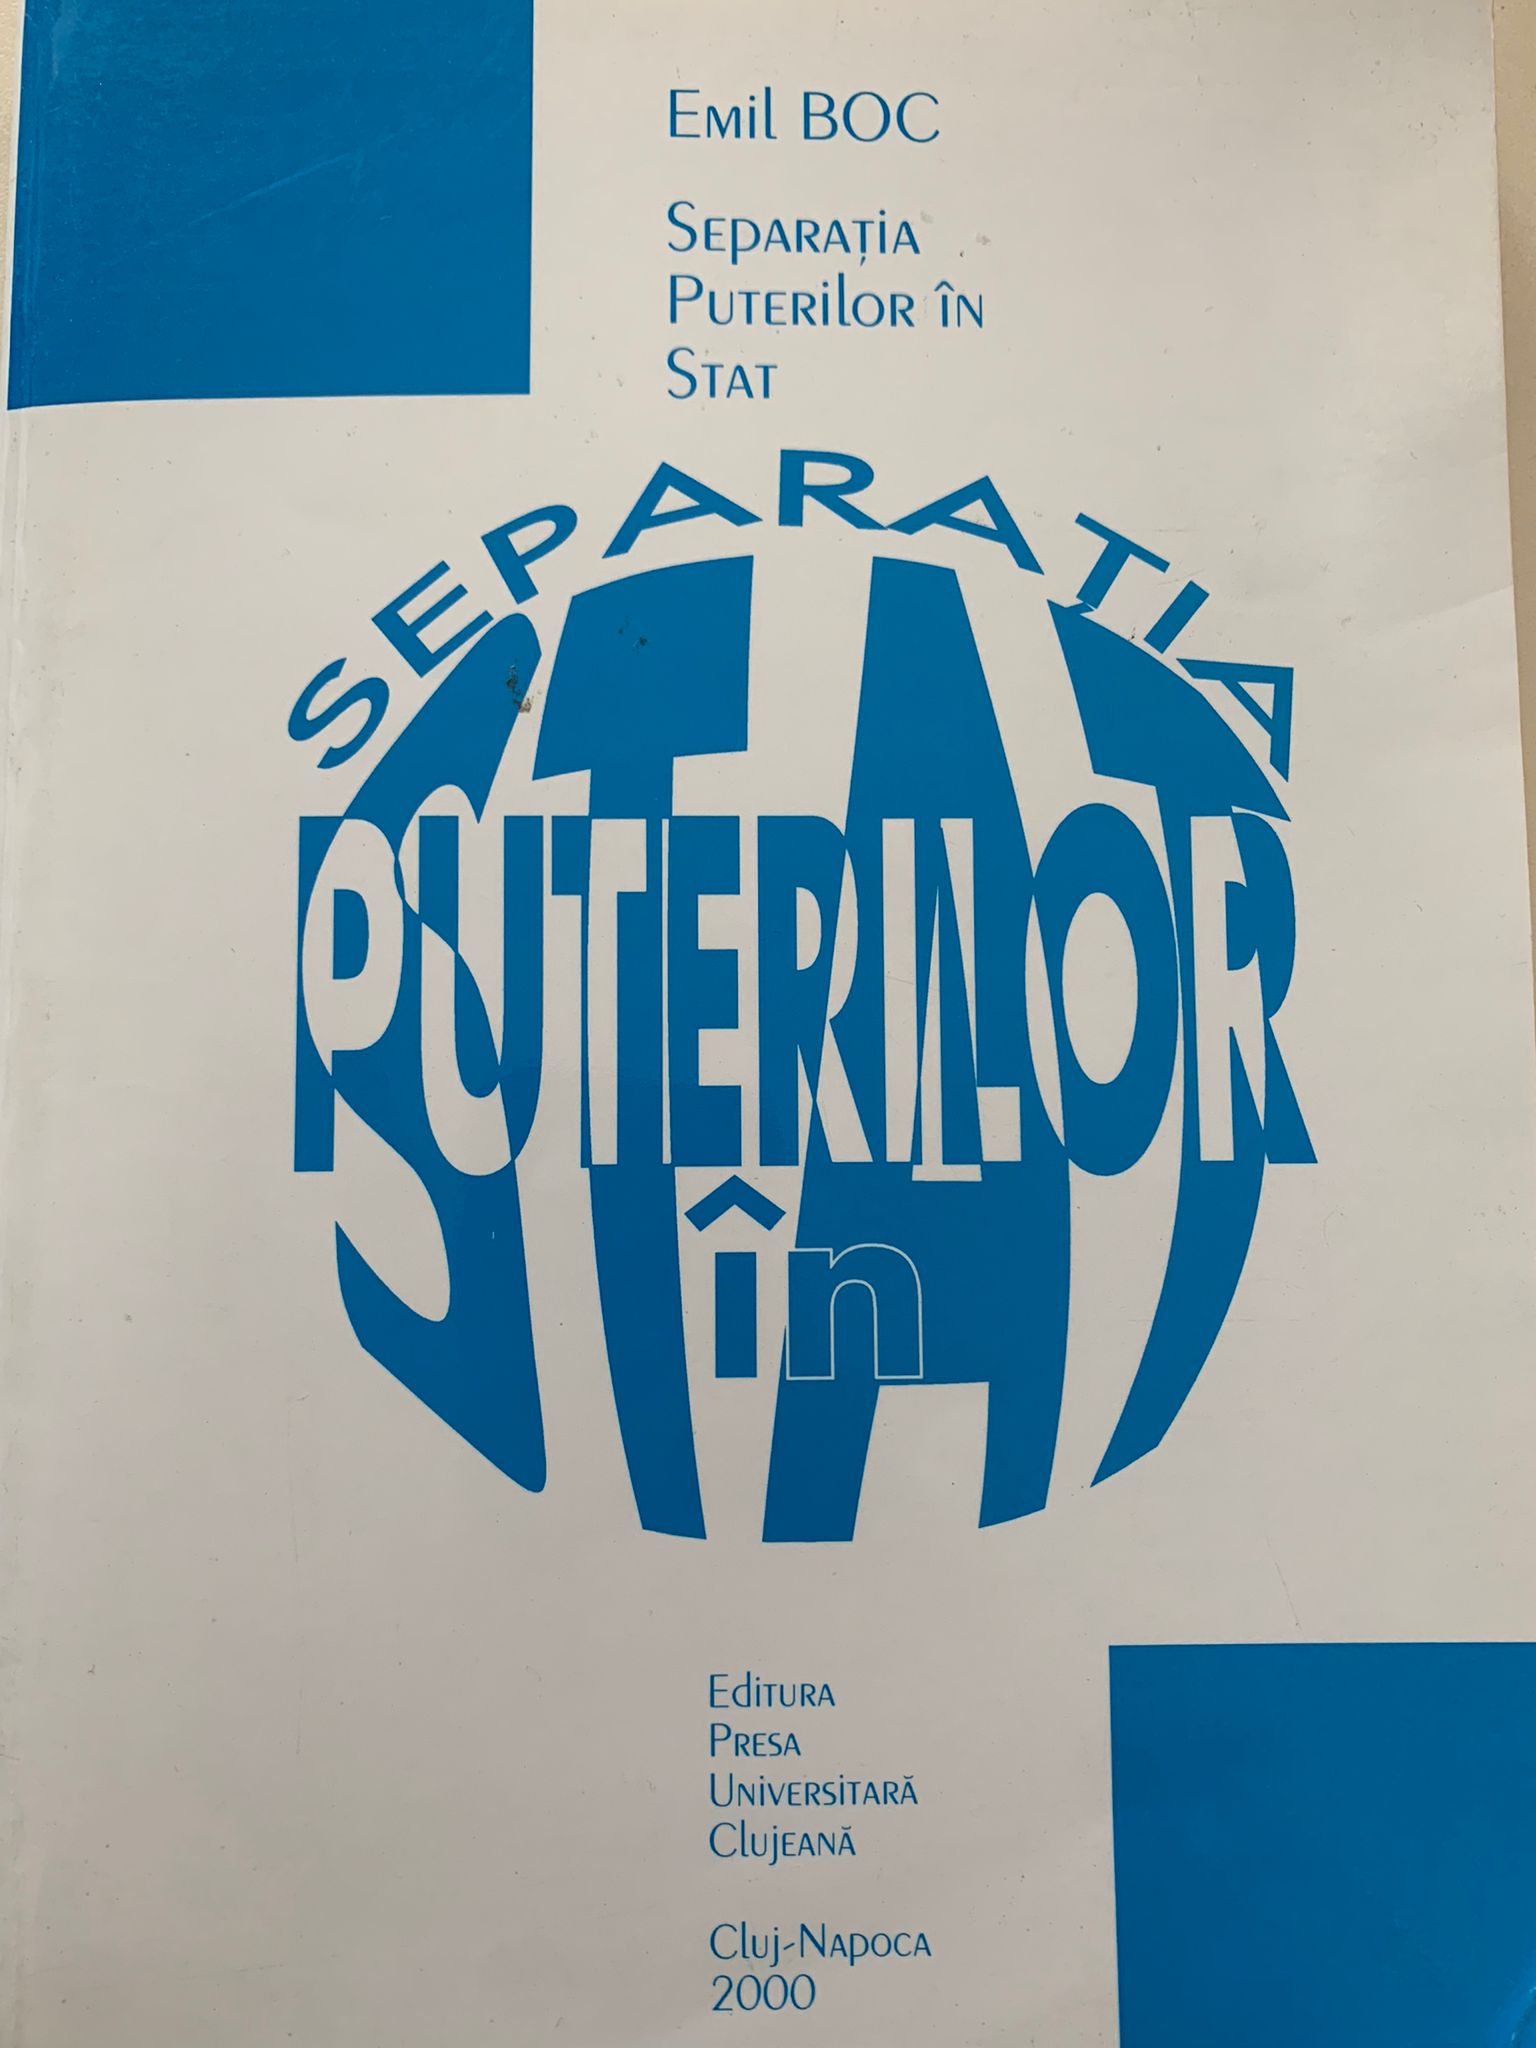 Emil BOC
Separația
Puterilor în
Stat
SEPARAȚIA
STAT
PUTERILOR
în
Editura
Presa
Universitară
Clujeană
Cluj-Napoca
2000